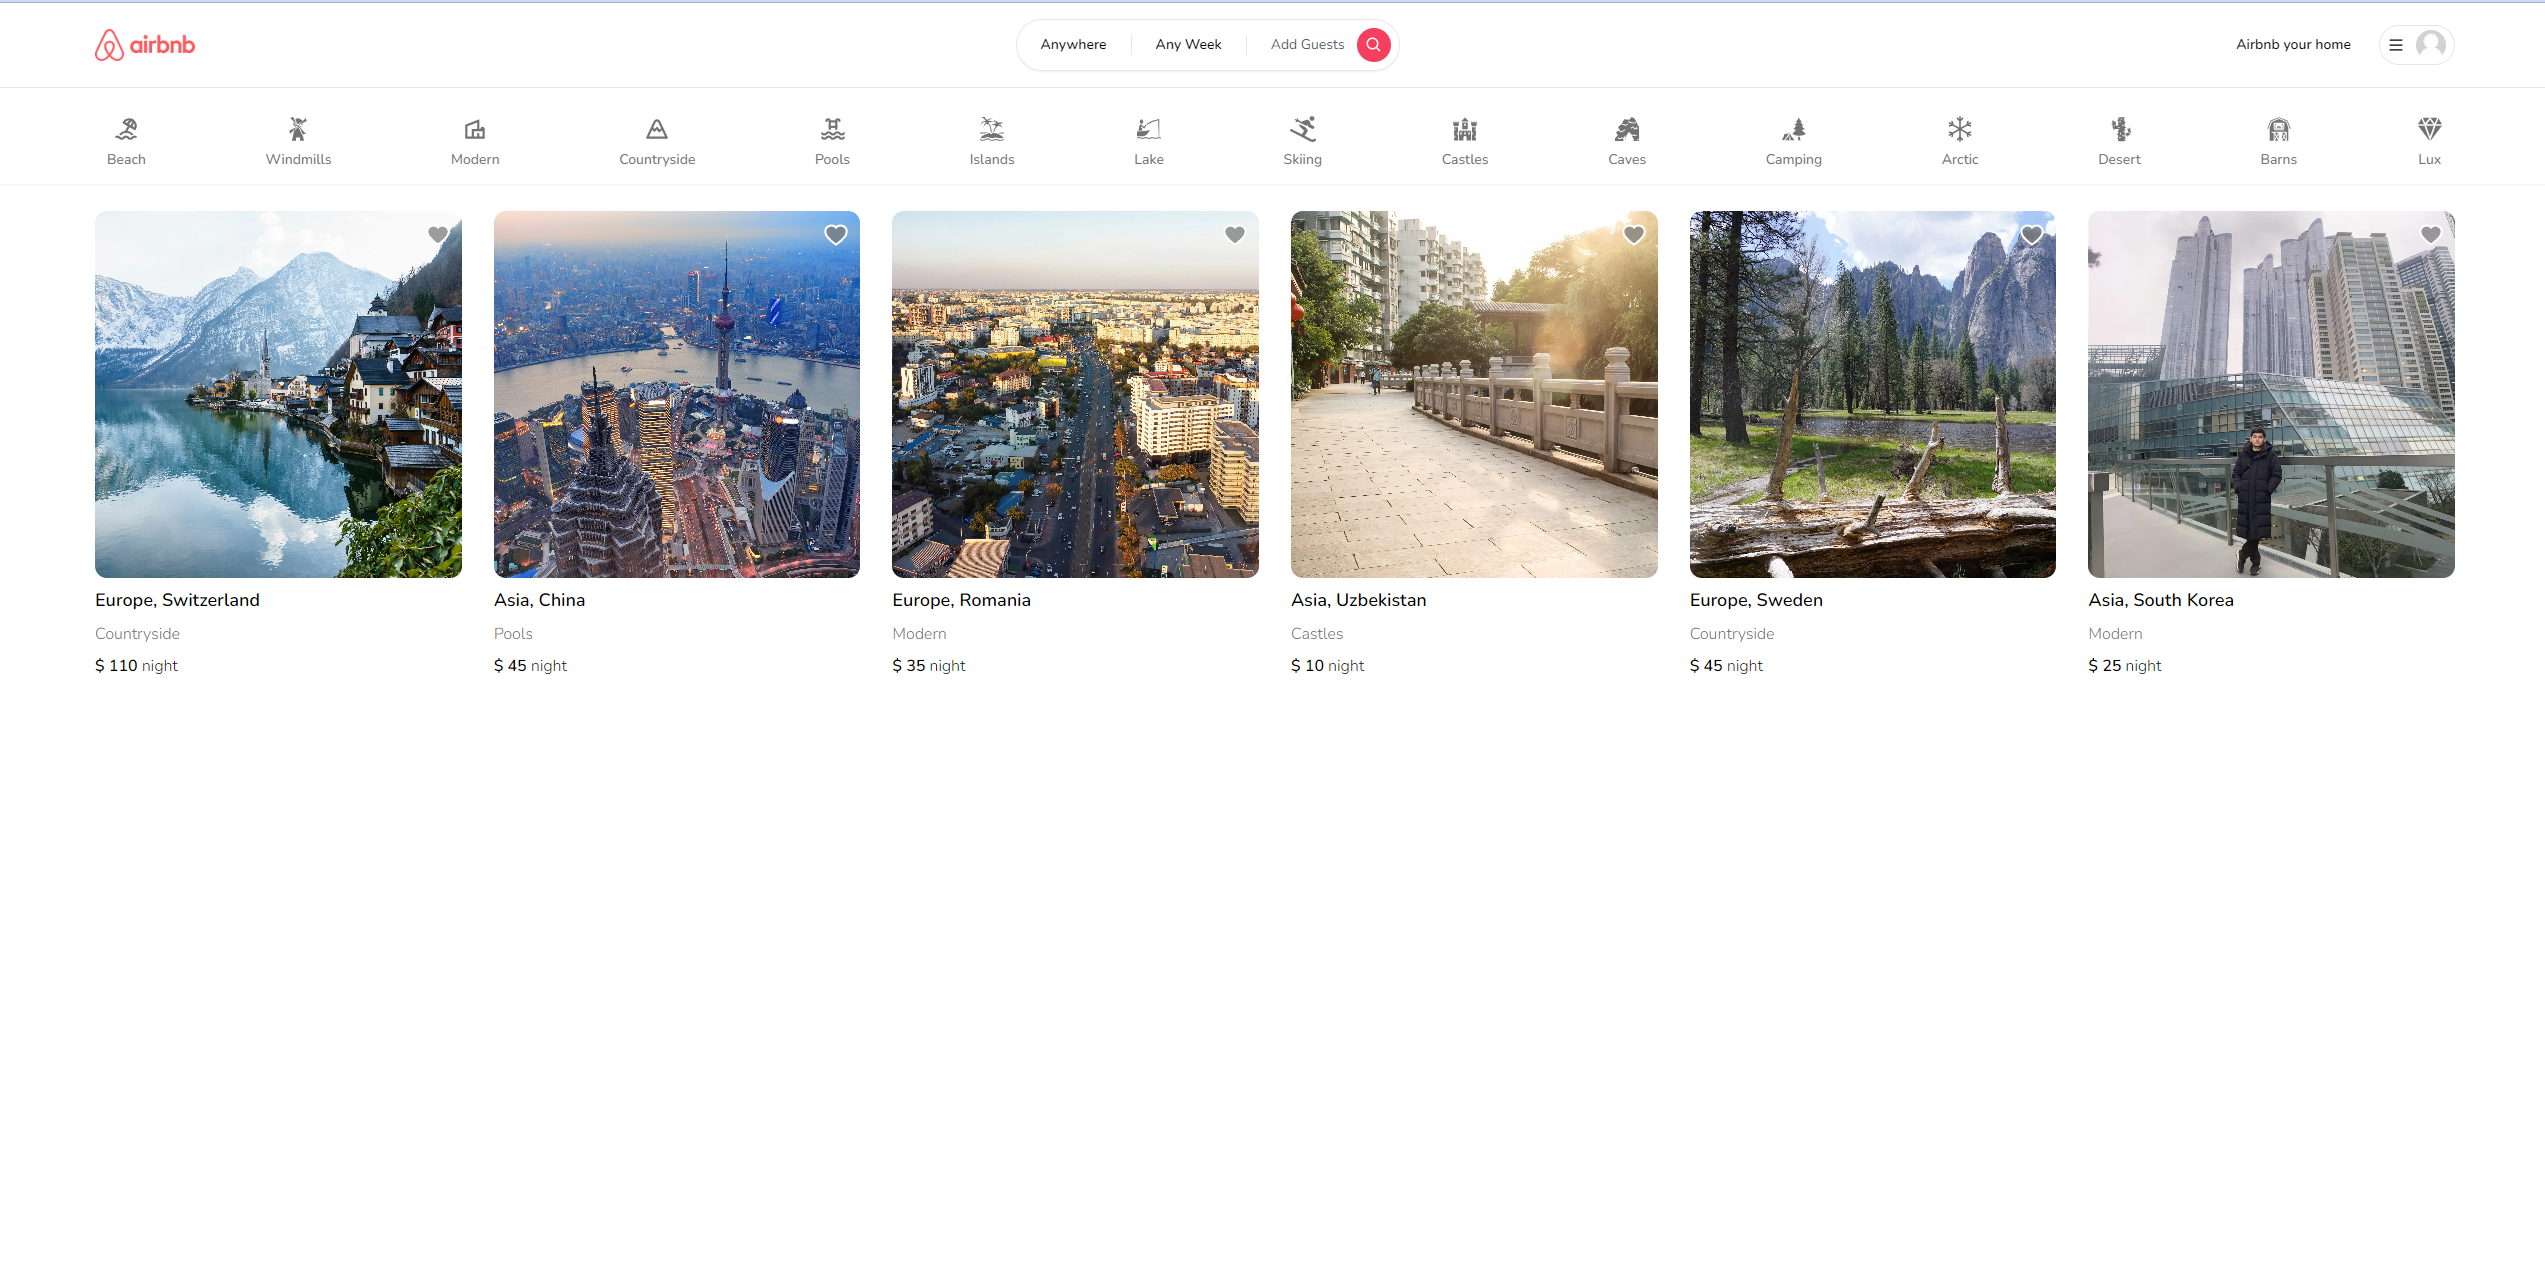 airbnb
Anywhere
Any Week
Add Guests
Airbnb your home
Beach
Windmills
Modern
Countryside
Pools
Islands
Lake
Skiing
Castles
Caves
Camping
Arctic
Desert
Barns
Lux
Europe, Switzerland
Countryside
$ 110 night
Asia, China
Pools
$ 45 night
Europe, Romania
Modern
$ 35 night
Asia, Uzbekistan
Castles
$ 10 night
Europe, Sweden
Countryside
$ 45 night
Asia, South Korea
Modern
$ 25 night